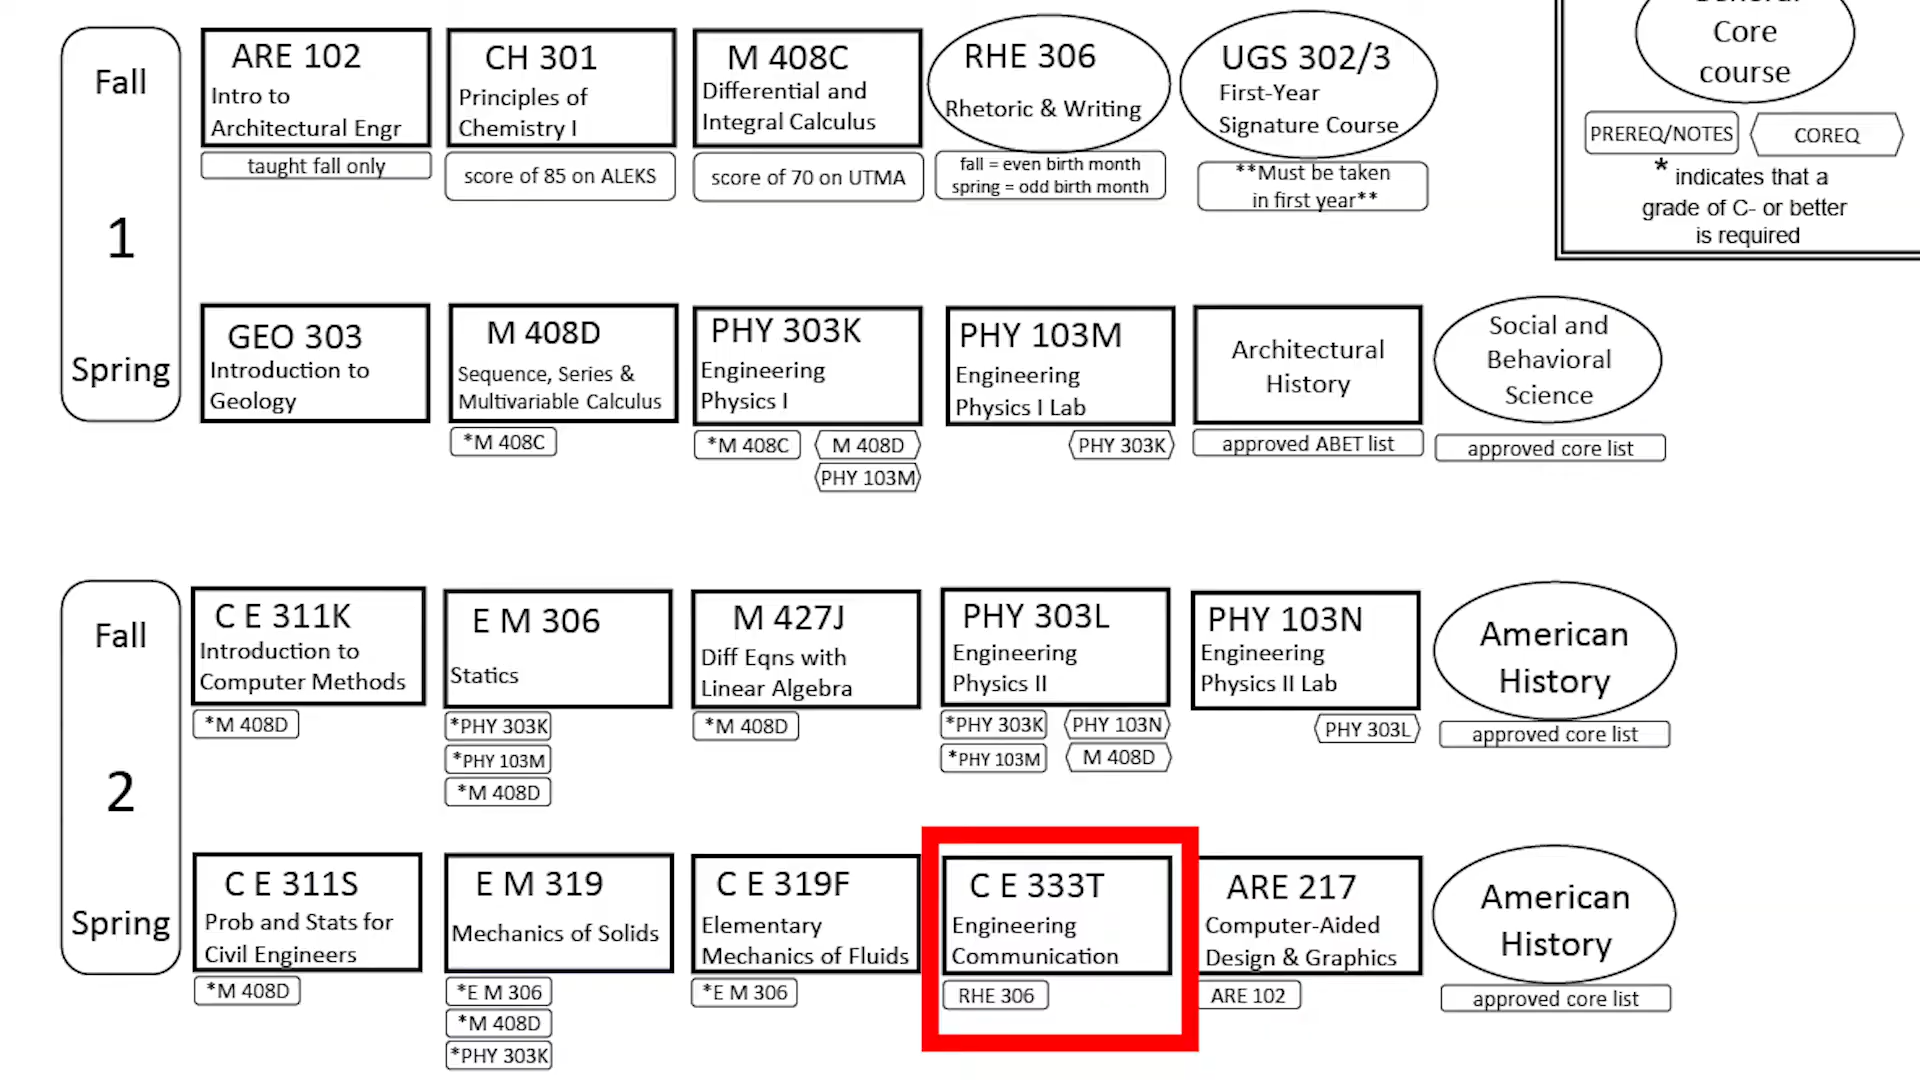 Fall
1
Spring
ARE 102
Intro to
Architectural Engr
taught fall only
CH 301
Principles of
Chemistry I
score of 85 on ALEKS
M 408C
Differential and
Integral Calculus
score of 70 on UTMA
RHE 306
Rhetoric & Writing
fall = even birth month
spring = odd birth month
UGS 302/3
First-Year
Signature Course
**Must be taken
in first year**
Core
course
PREREQ/NOTES
COREQ
* indicates that a
grade of C- or better
is required
GEO 303
Introduction to
Geology
M 408D
Sequence, Series &
Multivariable Calculus
*M 408C
PHY 303K
Engineering
Physics I
*M 408C
M 408D
PHY 103M
PHY 103M
Engineering
Physics I Lab
PHY 303K
Architectural
History
approved ABET list
Social and
Behavioral
Science
approved core list
Fall
2
Spring
C E 311K
Introduction to
Computer Methods
*M 408D
E M 306
Statics
*PHY 303K
*PHY 103M
*M 408D
M 427J
Diff Eqns with
Linear Algebra
*M 408D
PHY 303L
Engineering
Physics II
*PHY 303K
PHY 103N
*PHY 103M
M 408D
PHY 103N
Engineering
Physics II Lab
PHY 303L
American
History
approved core list
C E 311S
Prob and Stats for
Civil Engineers
*M 408D
E M 319
Mechanics of Solids
*E M 306
*M 408D
*PHY 303K
C E 319F
Elementary
Mechanics of Fluids
*E M 306
C E 333T
Engineering
Communication
RHE 306
ARE 217
Computer-Aided
Design & Graphics
ARE 102
American
History
approved core list